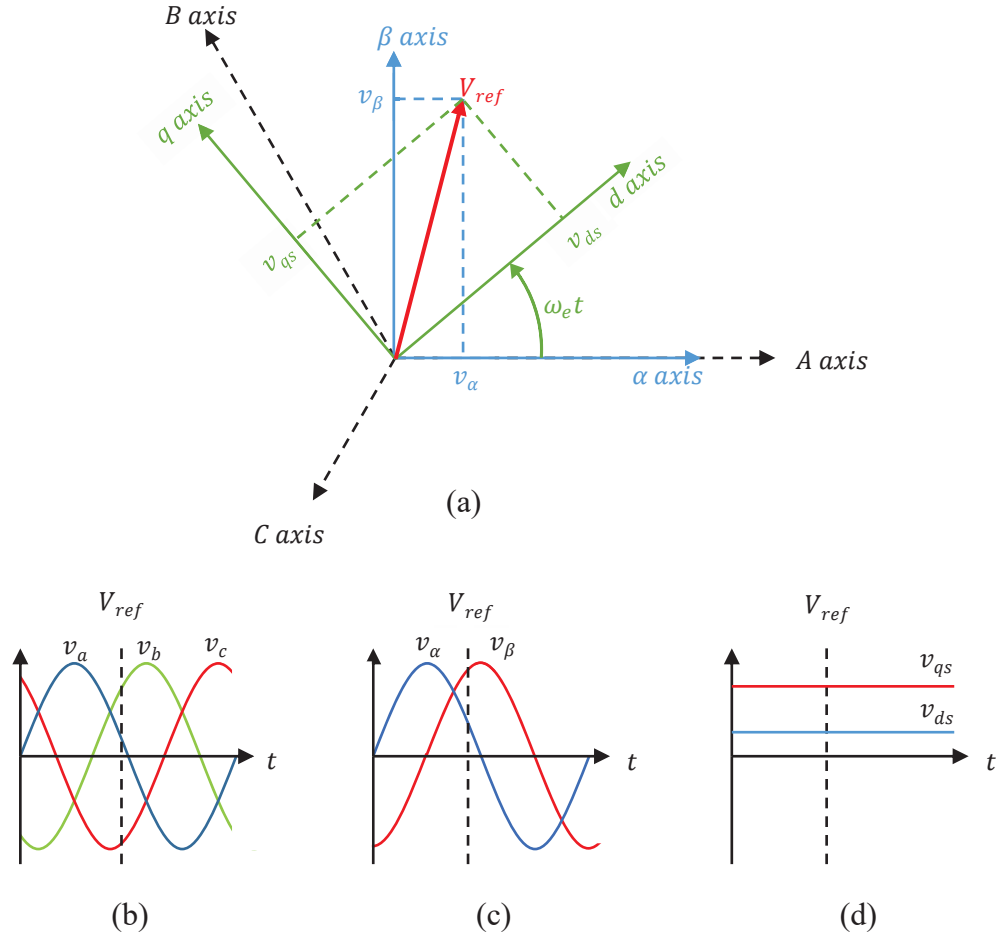 B axis
β axis
V_ref
v_β
q axis
d axis
v_qs
v_ds
ω_e t
v_α
α axis
A axis
C axis
(a)
V_ref
v_a
v_b
v_c
t
(b)
V_ref
v_α
v_β
t
(c)
V_ref
v_qs
v_ds
t
(d)